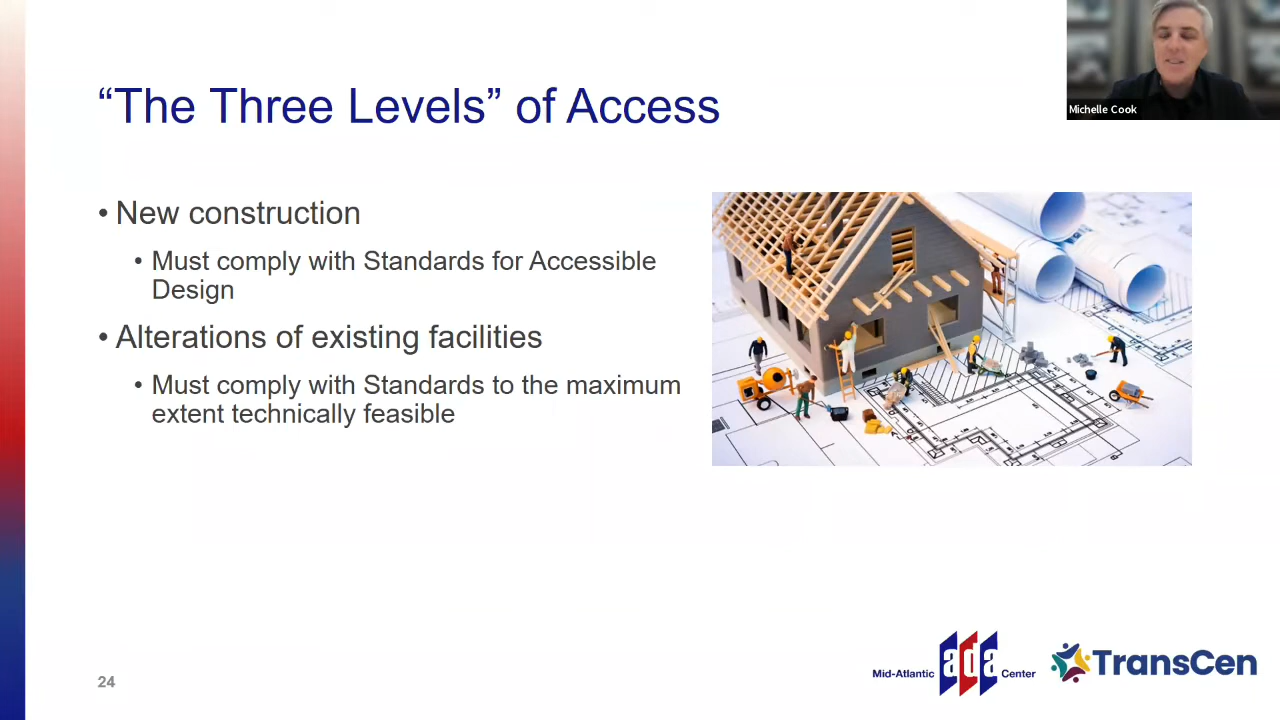 Michelle Cook
“The Three Levels” of Access
• New construction
• Must comply with Standards for Accessible
Design
• Alterations of existing facilities
• Must comply with Standards to the maximum
extent technically feasible
24
Mid-Atlantic ada Center
TransCen